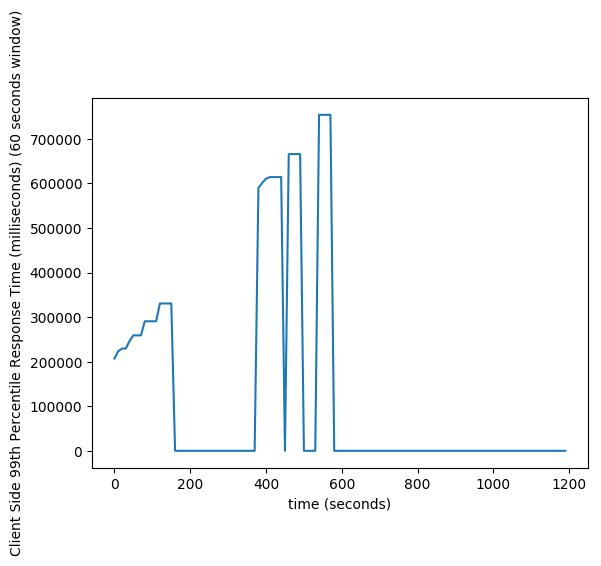 Client Side 99th Percentile Response Time (milliseconds) (60 seconds window)
700000
600000
500000
400000
300000
200000
100000
0
0 200 400 600 800 1000 1200
time (seconds)